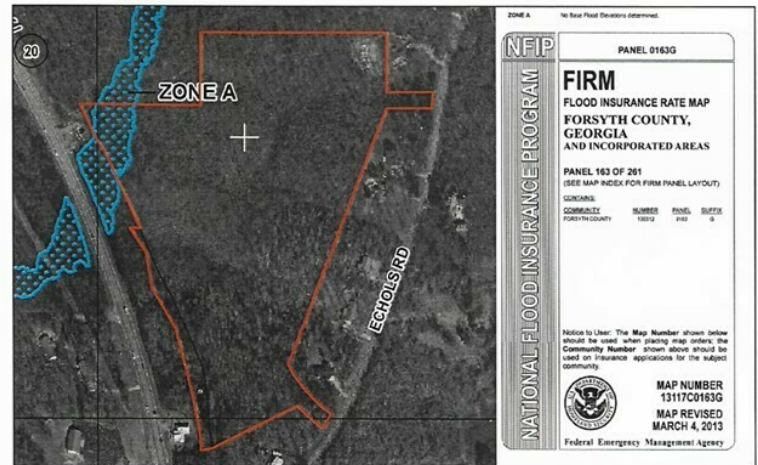 20
ZONE A
ECHOLS RD
ZONE A No Base Flood Elevations determined.
NFIP
NATIONAL FLOOD INSURANCE PROGRAM
PANEL 0163G
FIRM
FLOOD INSURANCE RATE MAP
FORSYTH COUNTY,
GEORGIA
AND INCORPORATED AREAS
PANEL 163 OF 261
(SEE MAP INDEX FOR FIRM PANEL LAYOUT)
CONTAINS:
COMMUNITY NUMBER PANEL SUFFIX
FORSYTH COUNTY 130312 0163 G
Notice to User: The Map Number shown below
should be used when placing map orders: the
Community Number shown above should be
used on insurance applications for the subject
community.
MAP NUMBER
13117C0163G
MAP REVISED
MARCH 4, 2013
Federal Emergency Management Agency